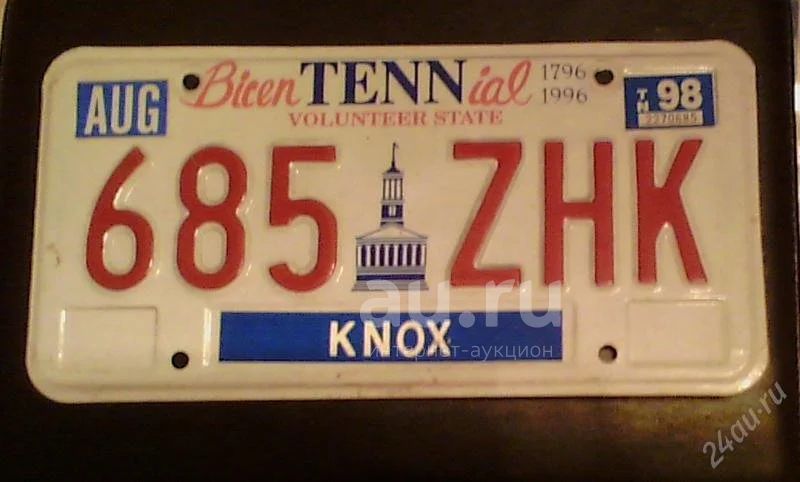 AUG
BicenTENNial
1796
1996
VOLUNTEER STATE
TN 98
685 ZHK
KNOX
au.ru
интернет-аукцион
24au.ru